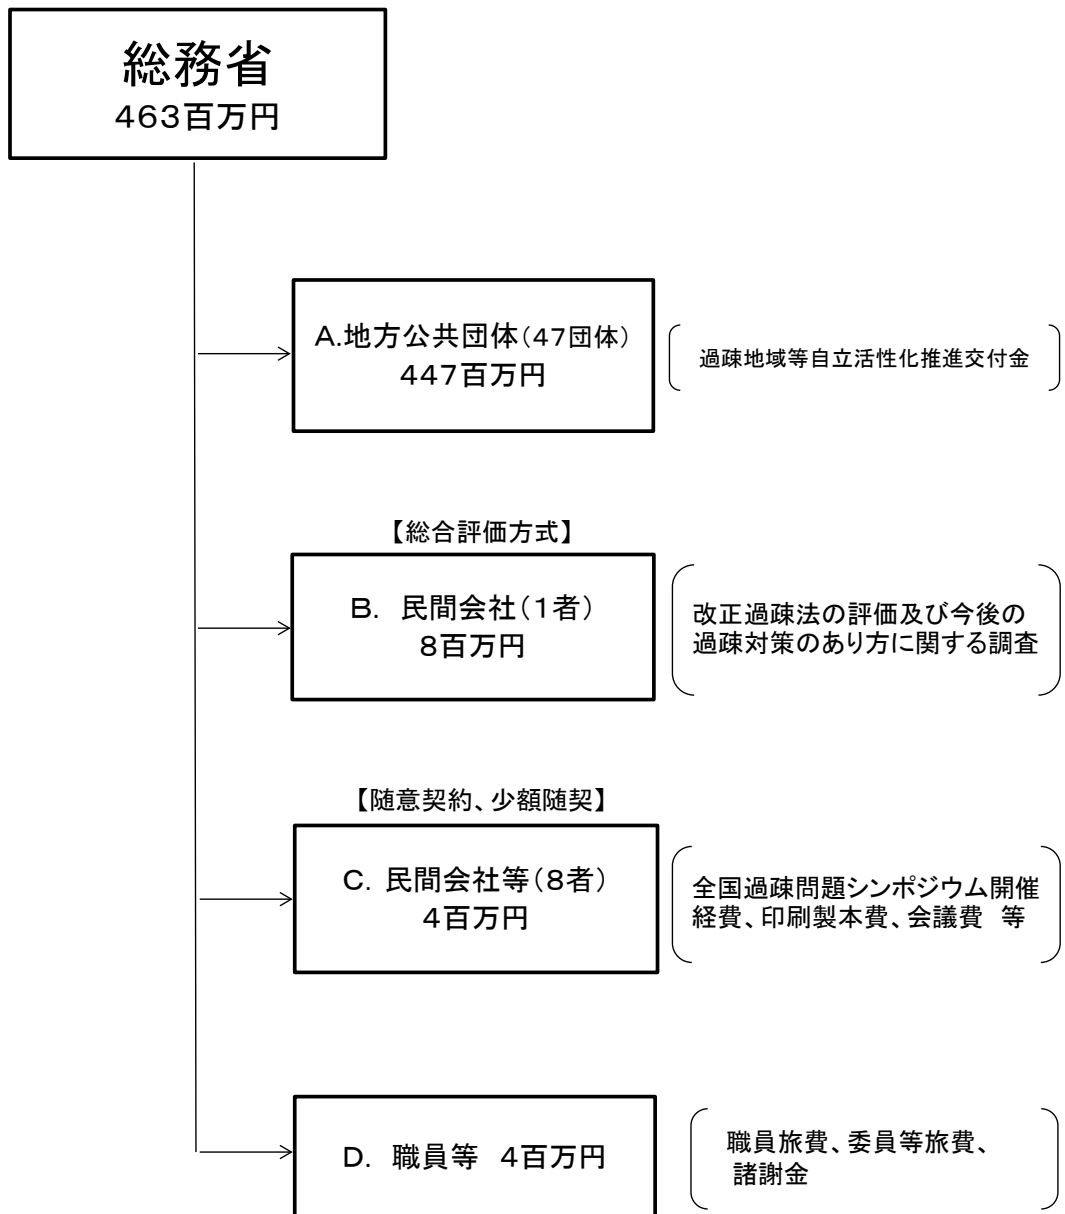 総務省
463百万円
A.地方公共団体（47団体）
447百万円
過疎地域等自立活性化推進交付金
【総合評価方式】
B. 民間会社（1者）
8百万円
改正過疎法の評価及び今後の
過疎対策のあり方に関する調査
【随意契約、少額随契】
C. 民間会社等（8者）
4百万円
全国過疎問題シンポジウム開催
経費、印刷製本費、会議費 等
D. 職員等 4百万円
職員旅費、委員等旅費、
諸謝金